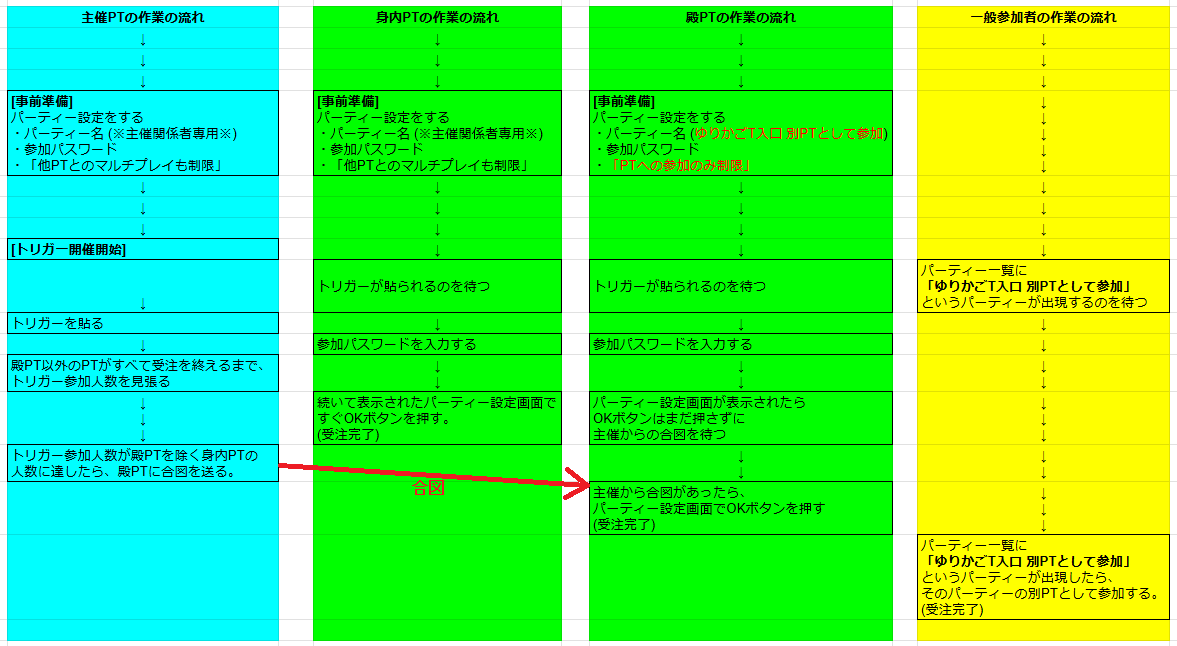 主催PTの作業の流れ
↓
↓
↓
[事前準備]
パーティー設定をする
・パーティー名 (※主催関係者専用※)
・参加パスワード
・「他PTとのマルチプレイも制限」
↓
↓
↓
[トリガー開催開始]
↓
トリガーを貼る
↓
殿PT以外のPTがすべて受注を終えるまで、
トリガー参加人数を見張る
↓
↓
↓
トリガー参加人数が殿PTを除く身内PTの
人数に達したら、殿PTに合図を送る。
合図
身内PTの作業の流れ
↓
↓
↓
[事前準備]
パーティー設定をする
・パーティー名 (※主催関係者専用※)
・参加パスワード
・「他PTとのマルチプレイも制限」
↓
↓
↓
↓
トリガーが貼られるのを待つ
↓
参加パスワードを入力する
↓
↓
続いて表示されたパーティー設定画面で
すぐOKボタンを押す。
(受注完了)
殿PTの作業の流れ
↓
↓
↓
[事前準備]
パーティー設定をする
・パーティー名 (ゆりかごT入口 別PTとして参加)
・参加パスワード
・「PTへの参加のみ制限」
↓
↓
↓
↓
トリガーが貼られるのを待つ
↓
参加パスワードを入力する
↓
↓
パーティー設定画面が表示されたら
OKボタンはまだ押さずに
主催からの合図を待つ
↓
↓
主催から合図があったら、
パーティー設定画面でOKボタンを押す
(受注完了)
一般参加者の作業の流れ
↓
↓
↓
↓
↓
↓
↓
↓
↓
↓
↓
↓
パーティー一覧に
「ゆりかごT入口 別PTとして参加」
というパーティーが出現するのを待つ
↓
↓
↓
↓
↓
↓
↓
↓
↓
↓
↓
↓
パーティー一覧に
「ゆりかごT入口 別PTとして参加」
というパーティーが出現したら、
そのパーティーの別PTとして参加する。
(受注完了)